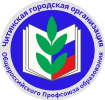 Читинская городская организация
Общероссийского Профсоюза образования